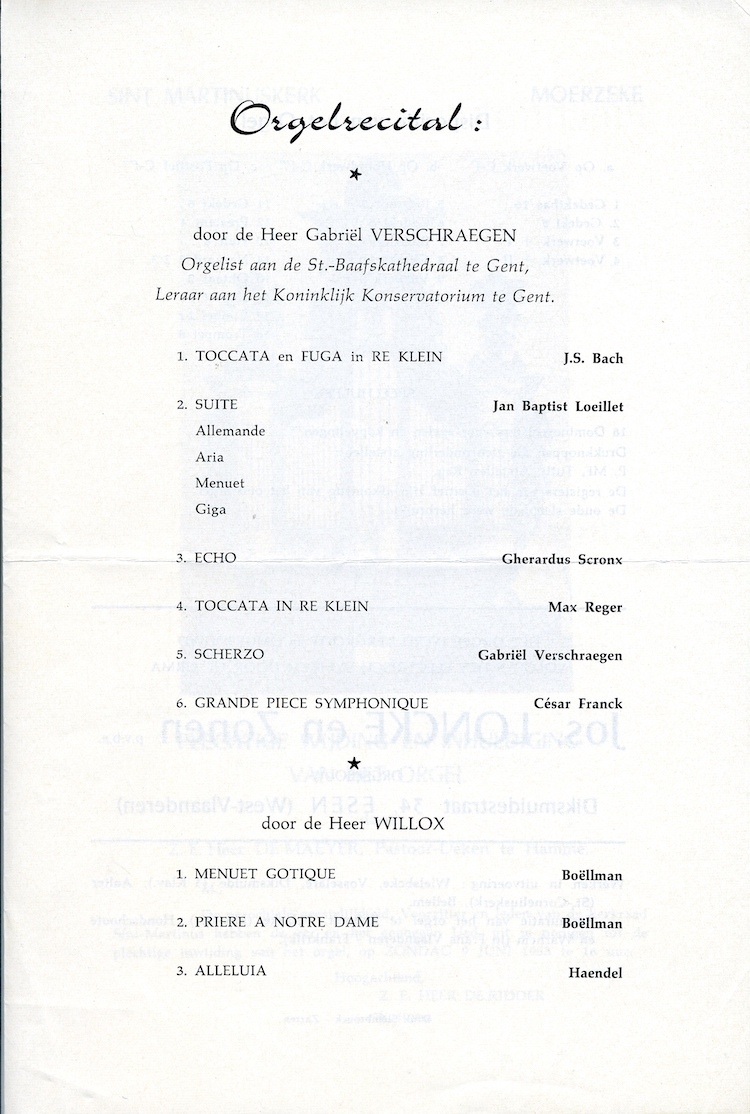 Orgelrecital :
door de Heer Gabriël VERSCHRAEGEN
Orgelist aan de St.-Baafskathedraal te Gent,
Leraar aan het Koninklijk Konservatorium te Gent.
1. TOCCATA en FUGA in RE KLEIN J.S. Bach
2. SUITE Jan Baptist Loeillet
Allemande
Aria
Menuet
Giga
3. ECHO Gherardus Scronx
4. TOCCATA IN RE KLEIN Max Reger
5. SCHERZO Gabriël Verschraegen
6. GRANDE PIECE SYMPHONIQUE César Franck
door de Heer WILLOX
1. MENUET GOTIQUE Boëllman
2. PRIERE A NOTRE DAME Boëllman
3. ALLELUIA Haendel